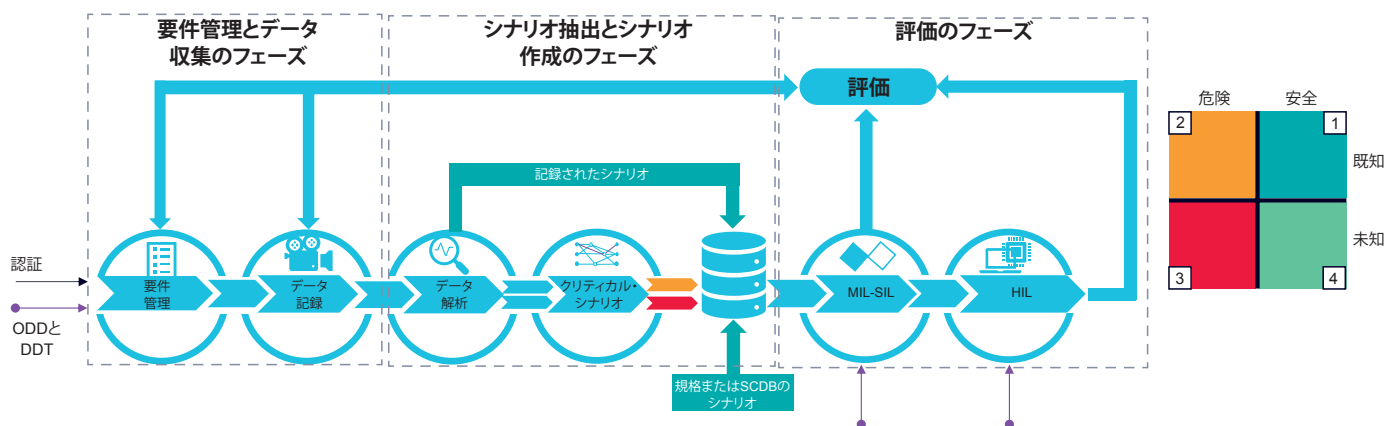 要件管理とデータ
収集のフェーズ
シナリオ抽出とシナリオ
作成のフェーズ
評価のフェーズ
評価
危険
安全
2
1
既知
未知
3
4
記録されたシナリオ
認証
ODDと
DDT
要件
管理
データ
記録
データ
解析
クリティカル・
シナリオ
MIL-SIL
HIL
規格またはSCDBの
シナリオ